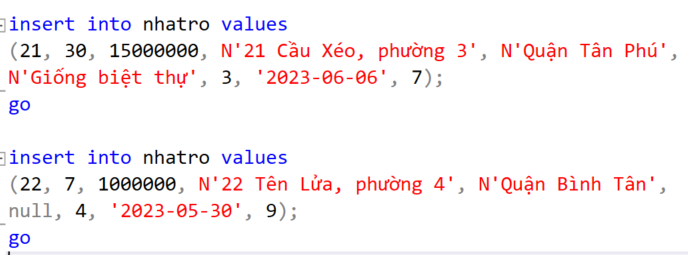 insert into nhatro values
(21, 30, 15000000, N'21 Cầu Xéo, phường 3', N'Quận Tân Phú',
N'Giống biệt thự', 3, '2023-06-06', 7);
go
insert into nhatro values
(22, 7, 1000000, N'22 Tên Lửa, phường 4', N'Quận Bình Tân',
null, 4, '2023-05-30', 9);
go